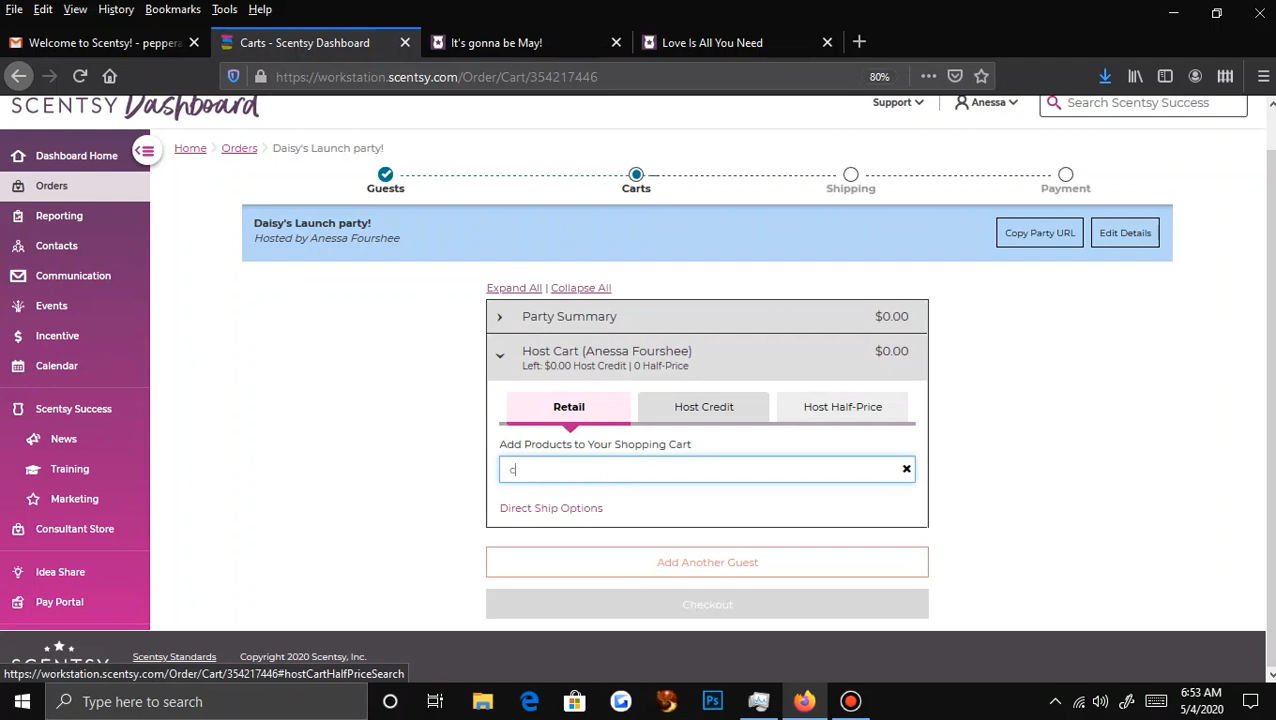 File Edit View History Bookmarks Tools Help
Welcome to Scentsy! - peppera
Carts - Scentsy Dashboard
It's gonna be May!
Love Is All You Need
https://workstation.scentsy.com/Order/Cart/354217446
80%
SCENTSY Dashboard
Support
Anessa
Search Scentsy Success
Dashboard Home
Orders
Reporting
Contacts
Communication
Events
Incentive
Calendar
Scentsy Success
News
Training
Marketing
Consultant Store
Idea Share
Pay Portal
Home > Orders > Daisy's Launch party!
Guests
Carts
Shipping
Payment
Daisy's Launch party!
Hosted by Anessa Fourshee
Copy Party URL
Edit Details
Expand All | Collapse All
Party Summary $0.00
Host Cart (Anessa Fourshee) $0.00
Left: $0.00 Host Credit | 0 Half-Price
Retail
Host Credit
Host Half-Price
Add Products to Your Shopping Cart
c
Direct Ship Options
Add Another Guest
Checkout
SCENTSY
Scentsy Standards
Copyright 2020 Scentsy, Inc.
https://workstation.scentsy.com/Order/Cart/354217446#hostCartHalfPriceSearch
Type here to search
Ps
6:53 AM
5/4/2020